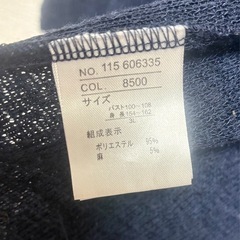 NO. 115 606335
COL. 8500
サイズ
バスト100－108
身 長154－162
3L
組成表示
ポリエステル 95%
麻 5%